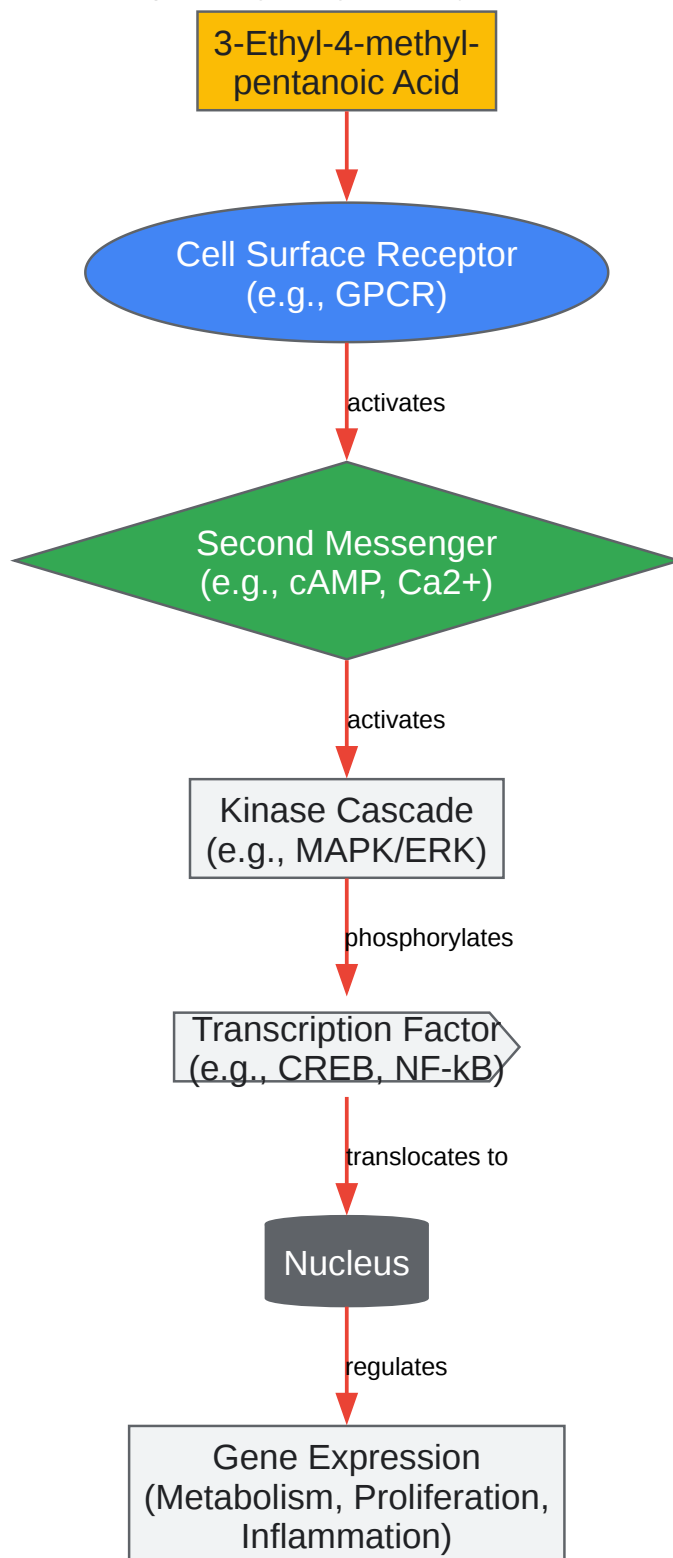 3-Ethyl-4-methyl-
pentanoic Acid
Cell Surface Receptor
(e.g., GPCR)
activates
Second Messenger
(e.g., cAMP, Ca2+)
activates
Kinase Cascade
(e.g., MAPK/ERK)
phosphorylates
Transcription Factor
(e.g., CREB, NF-kB)
translocates to
Nucleus
regulates
Gene Expression
(Metabolism, Proliferation,
Inflammation)